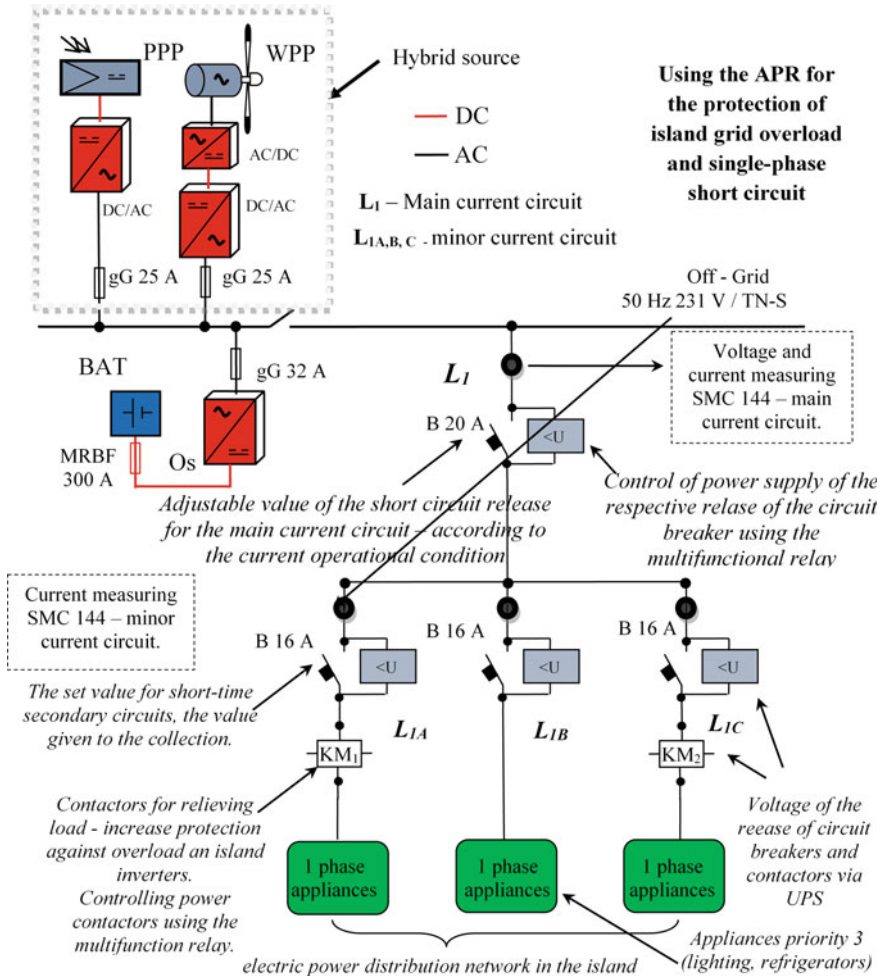 PPP
WPP
Hybrid source
Using the APR for
the protection of
island grid overload
and single-phase
short circuit
DC
AC
AC/DC
DC/AC
DC/AC
L1 – Main current circuit
L1A,B, C - minor current circuit
gG 25 A
gG 25 A
Off - Grid
50 Hz 231 V / TN-S
BAT
gG 32 A
L1
Voltage and
current measuring
SMC 144 – main
current circuit.
B 20 A
<U
MRBF
300 A
Os
Adjustable value of the short circuit release
for the main current circuit – according to
the current operational condition
Control of power supply of the
respective relase of the circuit
breaker using the
multifunctional relay
Current measuring
SMC 144 – minor
current circuit.
B 16 A
B 16 A
B 16 A
<U
<U
<U
The set value for short-time
secondary circuits, the value
given to the collection.
L1A
L1B
L1C
KM1
KM2
Contactors for relieving
load - increase protection
against overload an island
inverters.
Controlling power
contactors using the
multifunction relay.
Voltage of the
reease of circuit
breakers and
contactors via
UPS
1 phase
appliances
1 phase
appliances
1 phase
appliances
Appliances priority 3
(lighting, refrigerators)
electric power distribution network in the island